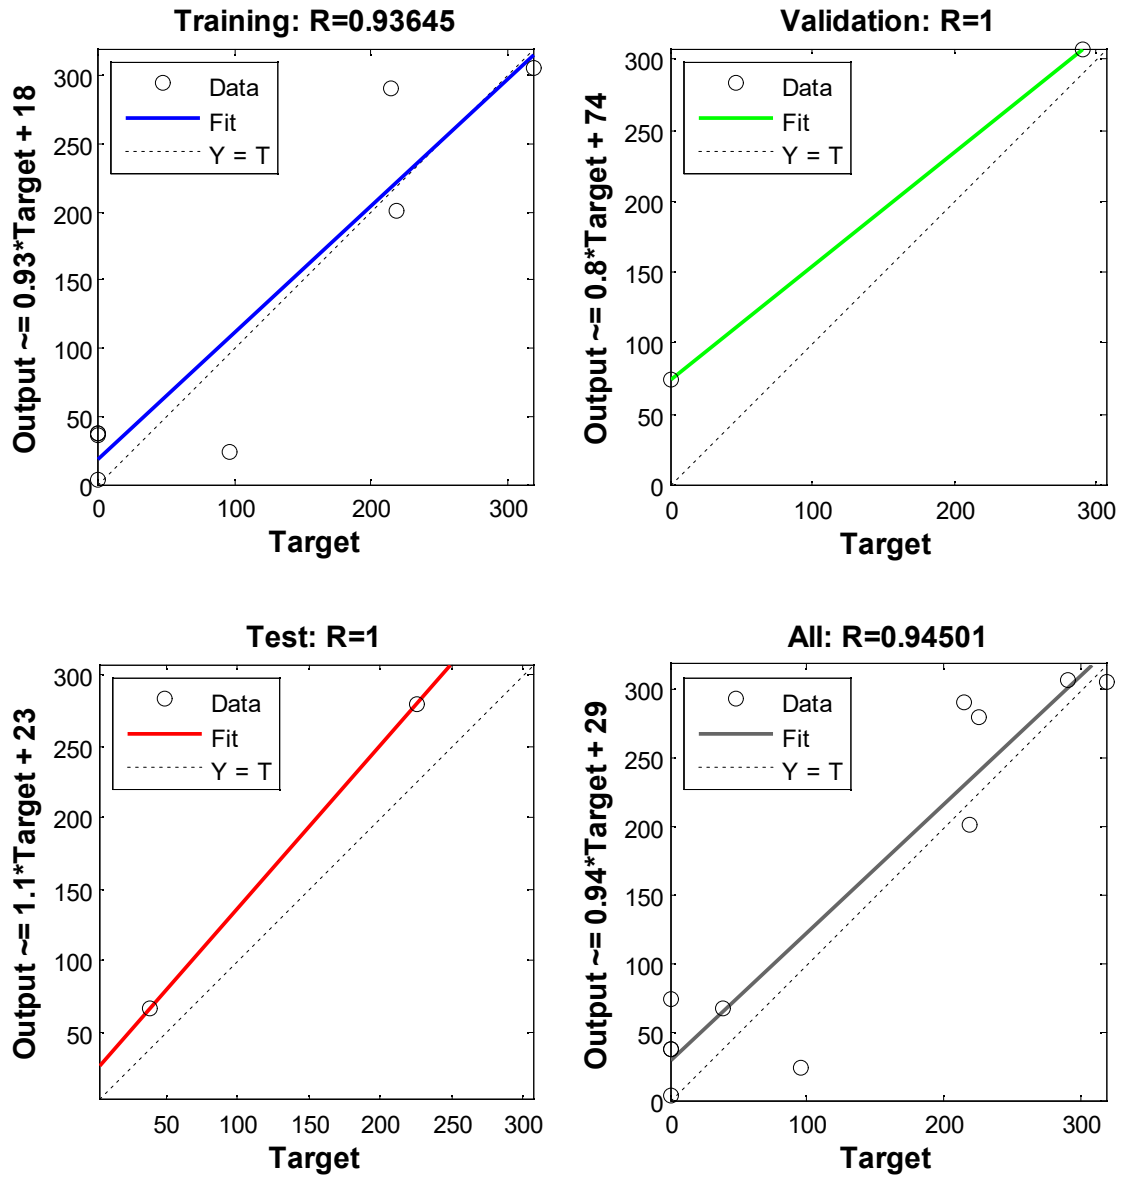 Training: R=0.93645
Output ~= 0.93*Target + 18
300
250
200
150
100
50
0
Data
Fit
Y = T
0
100
200
300
Target
Validation: R=1
Output ~= 0.8*Target + 74
300
250
200
150
100
50
0
Data
Fit
Y = T
0
100
200
300
Target
Test: R=1
Output ~= 1.1*Target + 23
300
250
200
150
100
50
Data
Fit
Y = T
50
100
150
200
250
300
Target
All: R=0.94501
Output ~= 0.94*Target + 29
300
250
200
150
100
50
0
Data
Fit
Y = T
0
100
200
300
Target